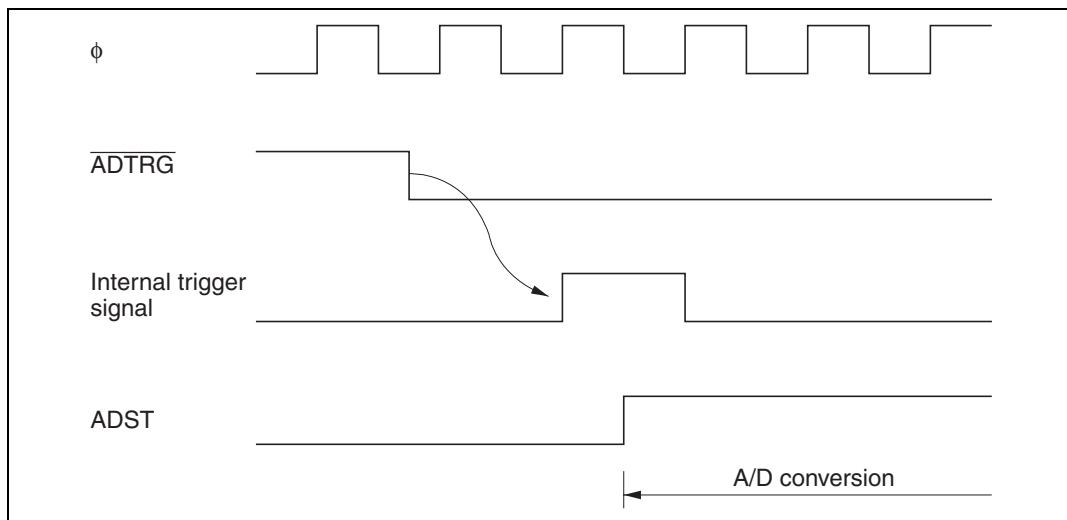 ϕ
ADTRG
Internal trigger
signal
ADST
A/D conversion